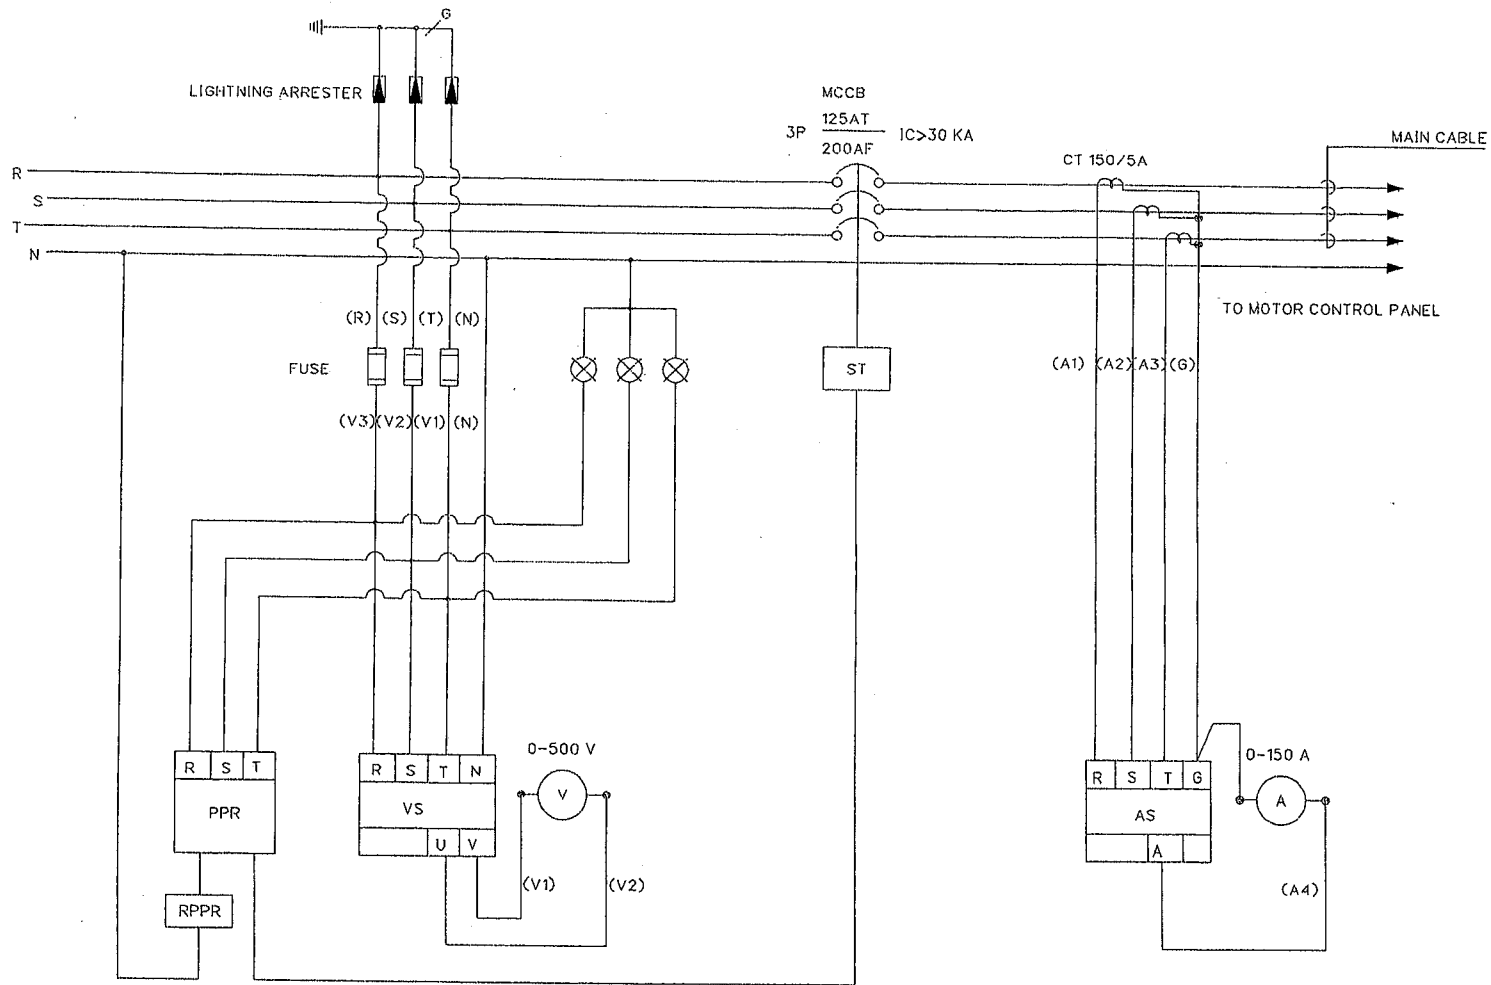 G
LIGHTNING ARRESTER
MCCB
3P 125AT IC>30 KA
200AF
CT 150/5A
MAIN CABLE
R
S
T
N
TO MOTOR CONTROL PANEL
(R) (S) (T) (N)
FUSE
ST
(A1) (A2) (A3) (G)
(V3) (V2) (V1) (N)
0-500 V
0-150 A
R S T
PPR
R S T N
VS
U V
V
R S T G
AS
A
A
(V1) (V2)
(A4)
RPPR